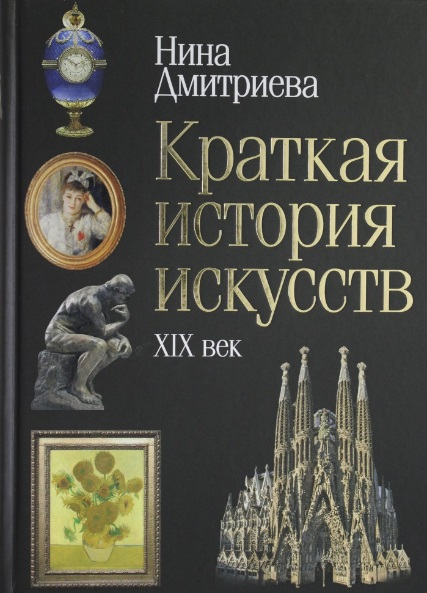 Нина
Дмитриева
Краткая
история
искусств
XIX век